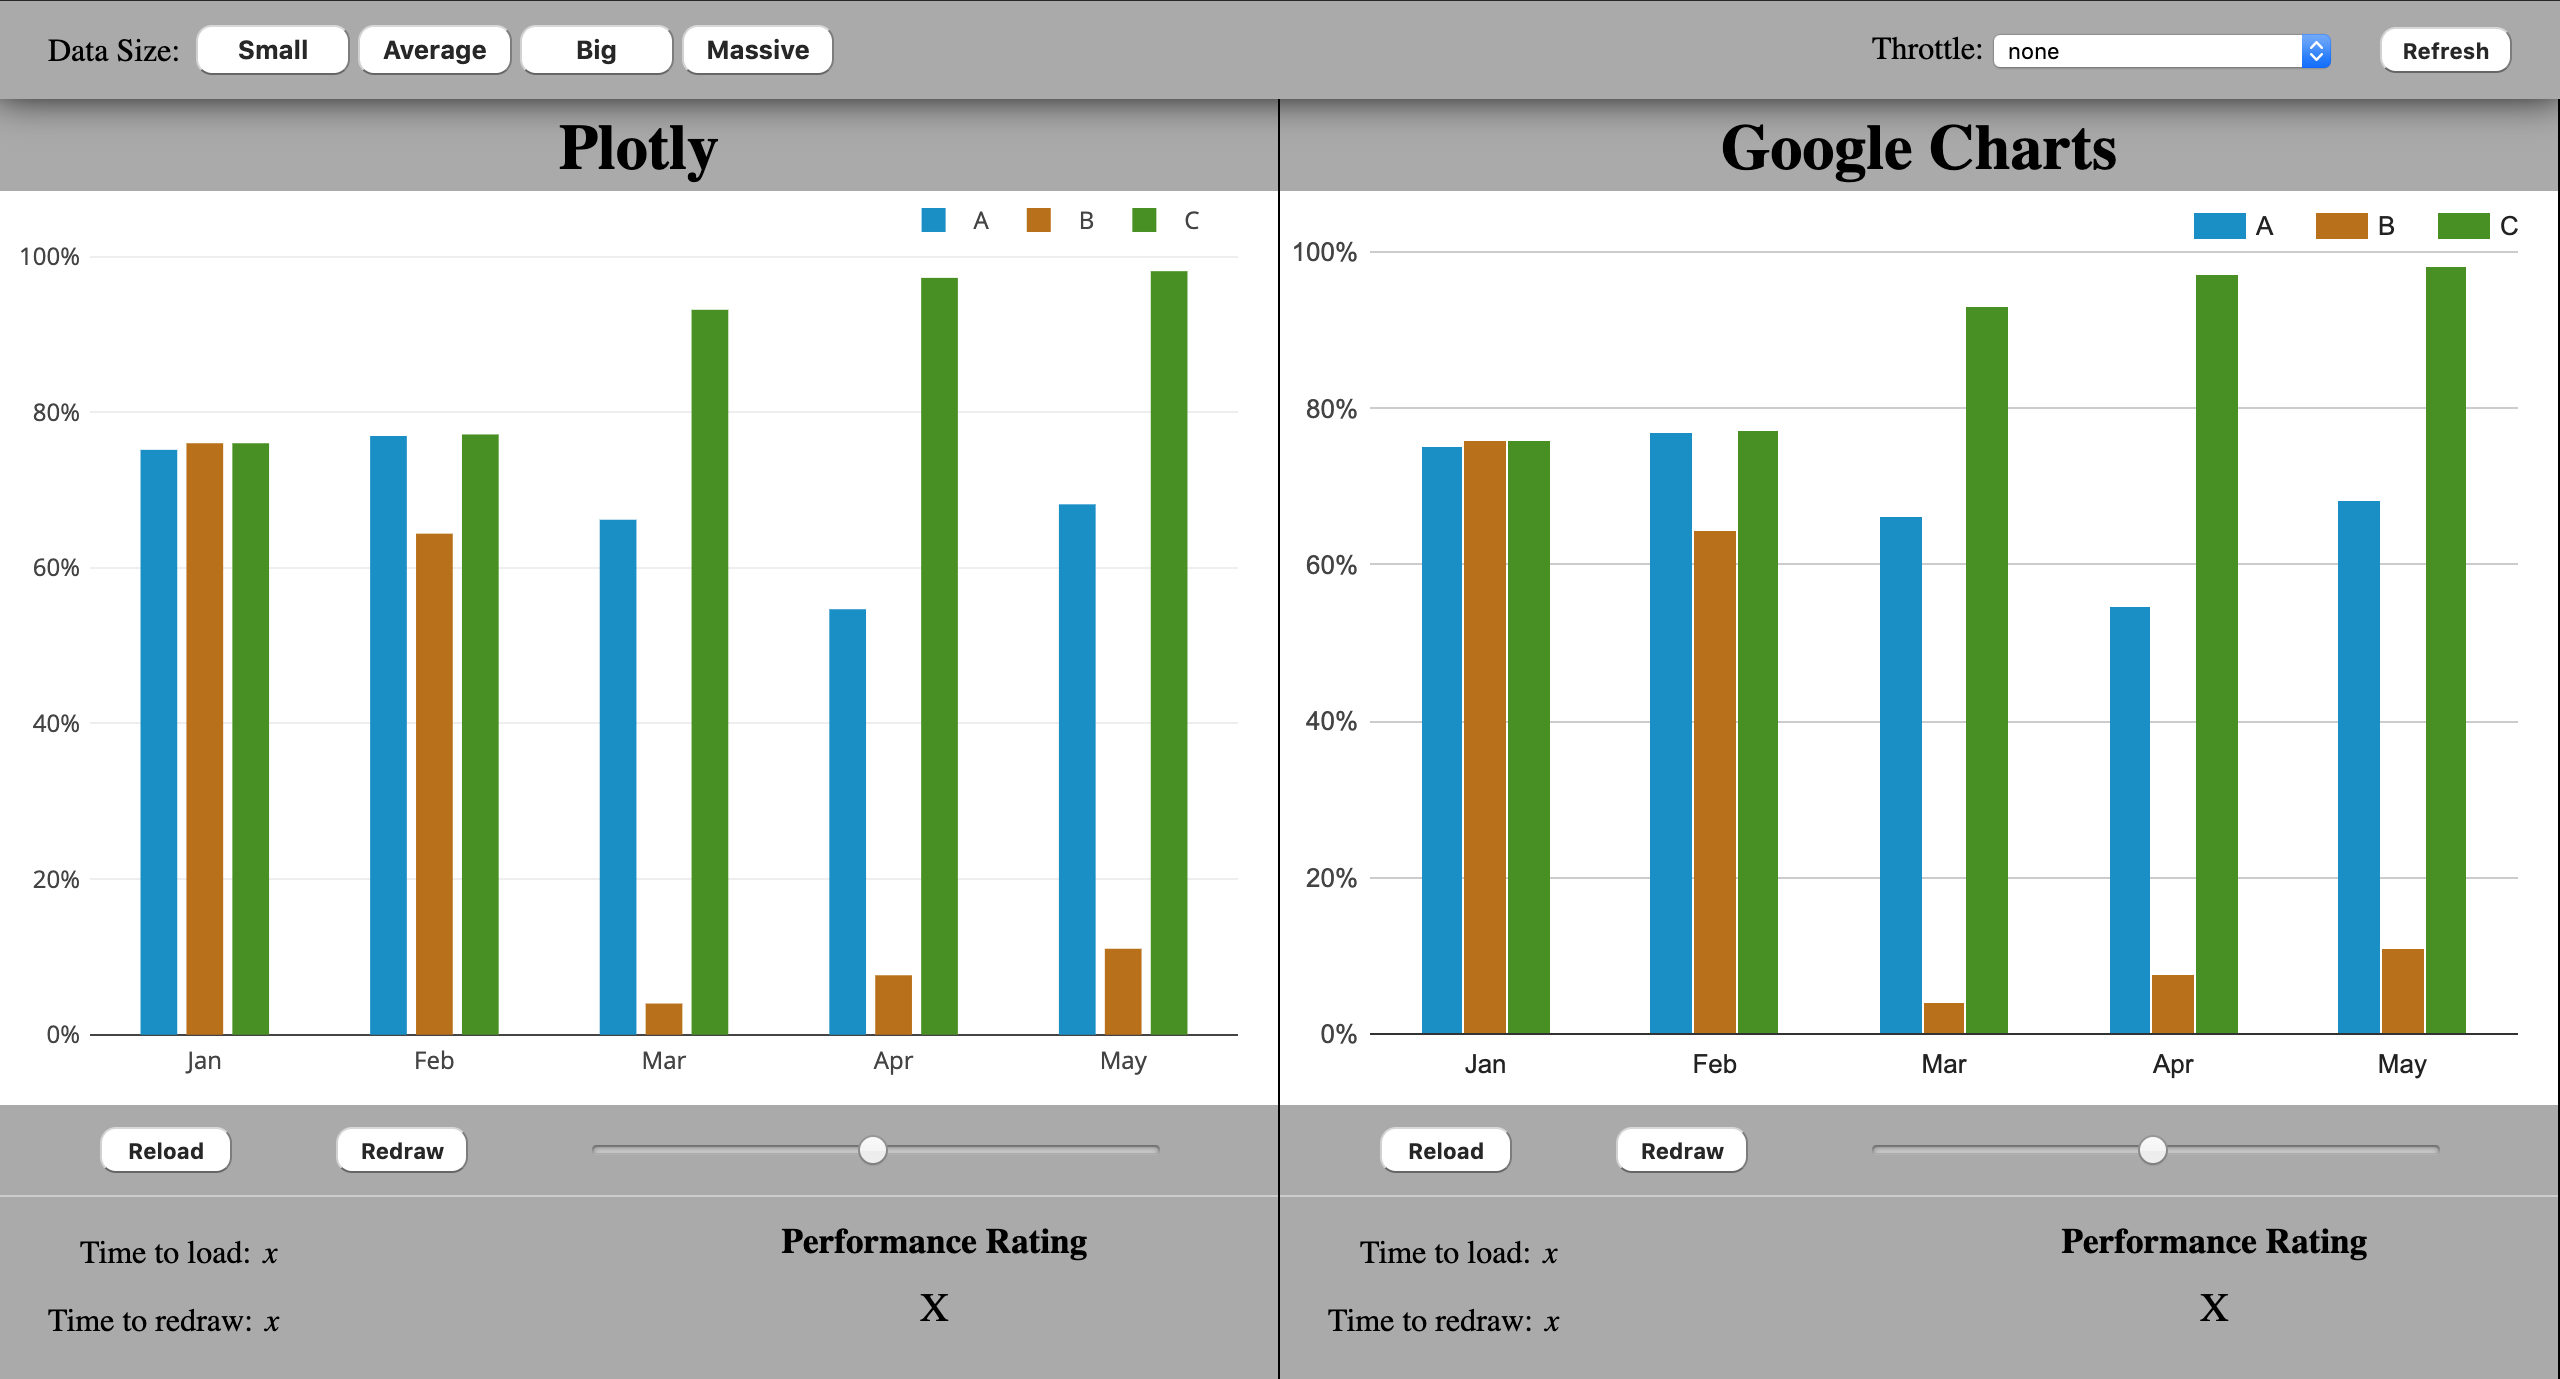 Data Size: Small Average Big Massive Throttle: none Refresh
Plotly
A B C
100%
80%
60%
40%
20%
0%
Jan Feb Mar Apr May
Reload Redraw
Time to load: x
Time to redraw: x
Performance Rating
X
Google Charts
A B C
100%
80%
60%
40%
20%
0%
Jan Feb Mar Apr May
Reload Redraw
Time to load: x
Time to redraw: x
Performance Rating
X